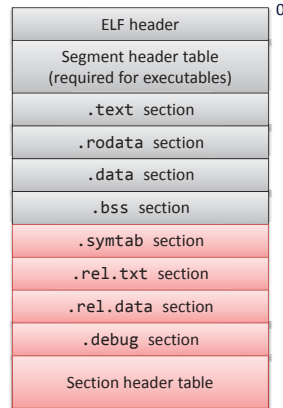 0
ELF header
Segment header table
(required for executables)
.text section
.rodata section
.data section
.bss section
.symtab section
.rel.txt section
.rel.data section
.debug section
Section header table